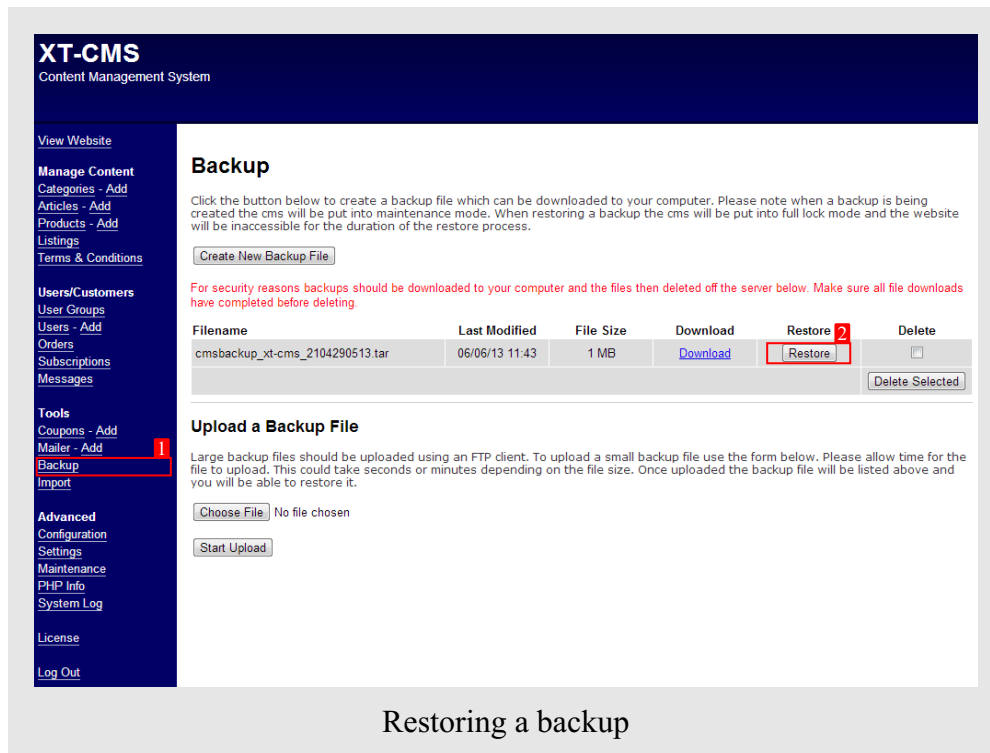 XT-CMS
Content Management System
View Website
Manage Content
Categories - Add
Articles - Add
Products - Add
Listings
Terms & Conditions
Users/Customers
User Groups
Users - Add
Orders
Subscriptions
Messages
Tools
Coupons - Add
Mailer - Add
1
Backup
Import
Advanced
Configuration
Settings
Maintenance
PHP Info
System Log
License
Log Out
Backup
Click the button below to create a backup file which can be downloaded to your computer. Please note when a backup is being
created the cms will be put into maintenance mode. When restoring a backup the cms will be put into full lock mode and the website
will be inaccessible for the duration of the restore process.
Create New Backup File
For security reasons backups should be downloaded to your computer and the files then deleted off the server below. Make sure all file downloads
have completed before deleting.
Filename Last Modified File Size Download Restore 2 Delete
cmsbackup_xt-cms_2104290513.tar 06/06/13 11:43 1 MB Download Restore
Delete Selected
Upload a Backup File
Large backup files should be uploaded using an FTP client. To upload a small backup file use the form below. Please allow time for the
file to upload. This could take seconds or minutes depending on the file size. Once uploaded the backup file will be listed above and
you will be able to restore it.
Choose File No file chosen
Start Upload
Restoring a backup